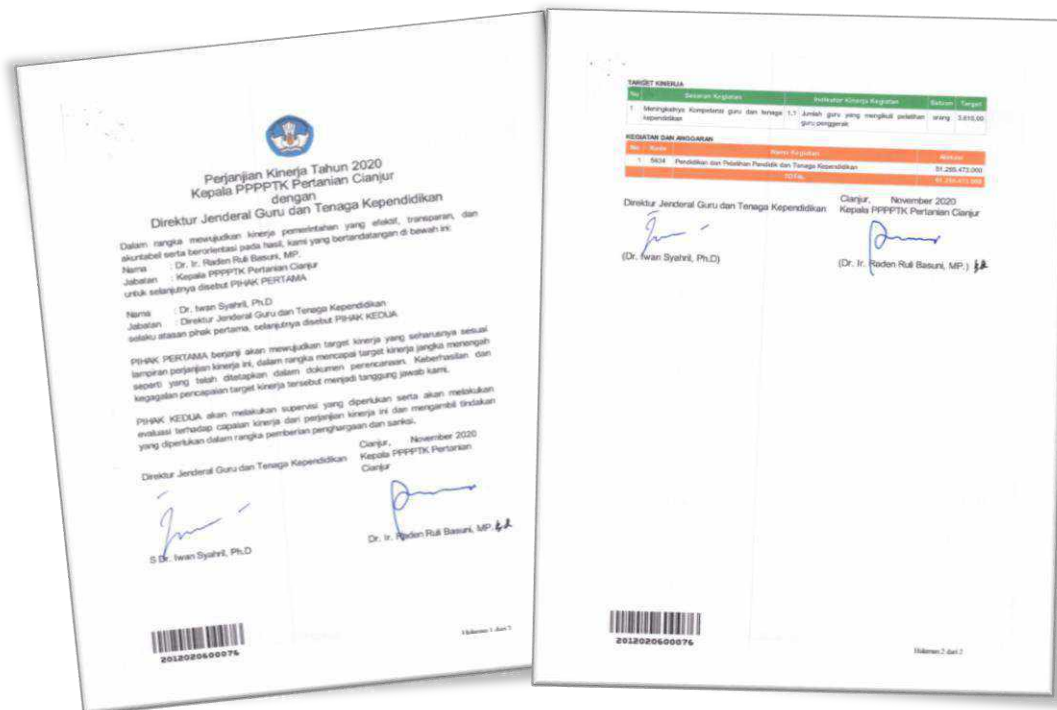 Perjanjian Kinerja Tahun 2020
Kepala PPPPTK Pertanian Cianjur
dengan
Direktur Jenderal Guru dan Tenaga Kependidikan
Dalam rangka mewujudkan kinerja pemerintahan yang efektif, transparan, dan
akuntabel serta berorientasi pada hasil, kami yang bertandatangan di bawah ini:
Nama : Dr. Ir. Raden Ruli Basuni, MP.
Jabatan : Kepala PPPPTK Pertanian Cianjur
untuk selanjutnya disebut PIHAK PERTAMA
Nama : Dr. Iwan Syahril, Ph.D
Jabatan : Direktur Jenderal Guru dan Tenaga Kependidikan
selaku atasan pihak pertama, selanjutnya disebut PIHAK KEDUA
PIHAK PERTAMA berjanji akan mewujudkan target kinerja yang seharusnya sesuai
lampiran perjanjian kinerja ini, dalam rangka mencapai target kinerja jangka menengah
seperti yang telah ditetapkan dalam dokumen perencanaan. Keberhasilan dan
kegagalan pencapaian target kinerja tersebut menjadi tanggung jawab kami.
PIHAK KEDUA akan melakukan supervisi yang diperlukan serta akan melakukan
evaluasi terhadap capaian kinerja dari perjanjian kinerja ini dan mengambil tindakan
yang diperlukan dalam rangka pemberian penghargaan dan sanksi.
Cianjur, November 2020
Direktur Jenderal Guru dan Tenaga Kependidikan Kepala PPPPTK Pertanian
Cianjur
S Dr. Iwan Syahril, Ph.D
Dr. Ir. Raden Ruli Basuni, MP.
2012020600076
Halaman 1 dari 2
TARGET KINERJA
No Sasaran Kegiatan Indikator Kinerja Kegiatan Satuan Target
1 Meningkatnya Kompetensi guru dan tenaga 1.1 Jumlah guru yang mengikuti pelatihan orang
kependidikan guru penggerak
KEGIATAN DAN ANGGARAN
No Kode Nama Kegiatan Alokasi
1 5634 Pendidikan dan Pelatihan Pendidik dan Tenaga Kependidikan
TOTAL
Cianjur, November 2020
Direktur Jenderal Guru dan Tenaga Kependidikan Kepala PPPPTK Pertanian Cianjur
(Dr. Iwan Syahril, Ph.D)
(Dr. Ir. Raden Ruli Basuni, MP.)
2012020600076
Halaman 2 dari 2